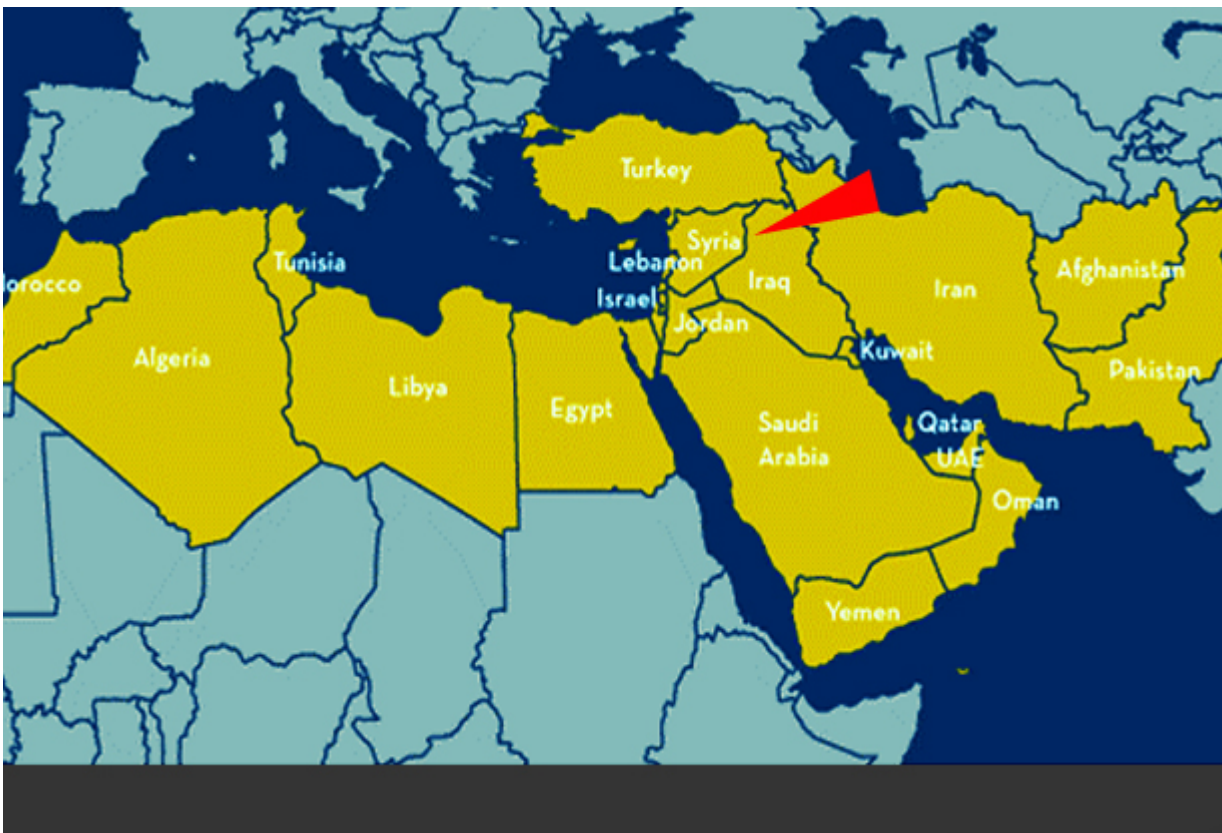 Turkey
Syria
Lebanon
Tunisia
orocco
Israel
Iraq
Iran
Afghanistan
Jordan
Algeria
Kuwait
Libya
Pakistan
Egypt
Saudi
Arabia
Qatar
UAE
Oman
Yemen